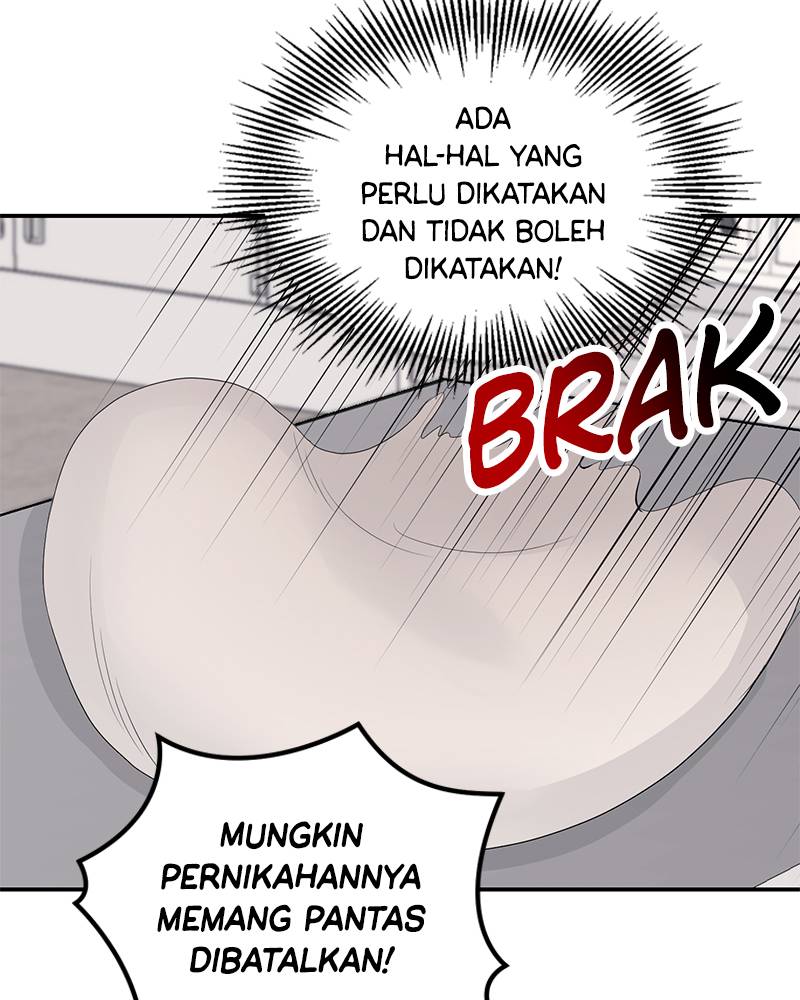 ADA
HAL-HAL YANG
PERLU DIKATAKAN
DAN TIDAK BOLEH
DIKATAKAN!
BRAK
MUNGKIN
PERNIKAHANNYA
MEMANG PANTAS
DIBATALKAN!